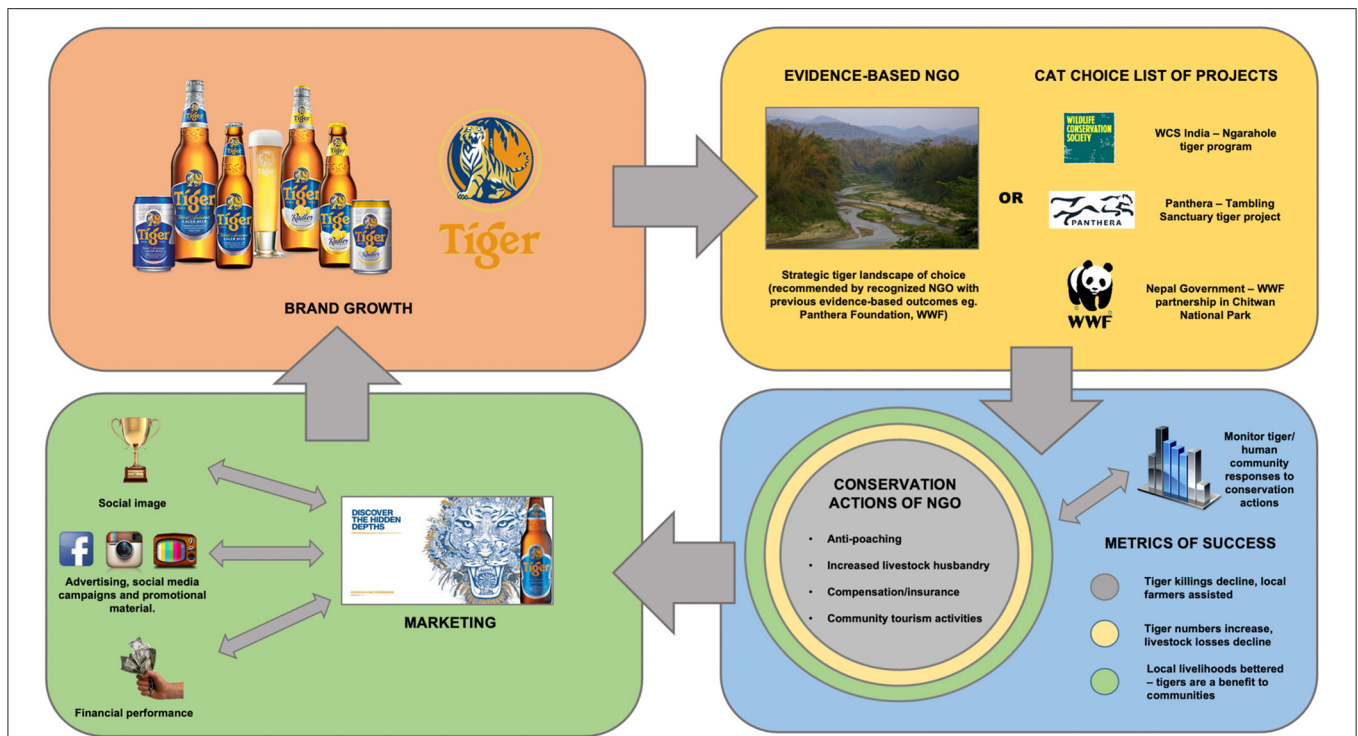 Tiger
Tiger
Tiger
Tiger
Radler
Tiger
Radler
Tiger
Radler
Tiger
BRAND GROWTH
EVIDENCE-BASED NGO
Strategic tiger landscape of choice
(recommended by recognized NGO with
previous evidence-based outcomes eg.
Panthera Foundation, WWF)
OR
CAT CHOICE LIST OF PROJECTS
WILDLIFE
CONSERVATION
SOCIETY
WCS India – Ngarahole
tiger program
PANTHERA
Panthera – Tambling
Sanctuary tiger project
WWF
Nepal Government – WWF
partnership in Chitwan
National Park
CONSERVATION
ACTIONS OF NGO
• Anti-poaching
• Increased livestock husbandry
• Compensation/insurance
• Community tourism activities
Monitor tiger/
human
community
responses to
conservation
actions
METRICS OF SUCCESS
Tiger killings decline, local
farmers assisted
Tiger numbers increase,
livestock losses decline
Local livelihoods bettered
– tigers are a benefit to
communities
Social image
f
Advertising, social media
campaigns and promotional
material.
Financial performance
DISCOVER
THE HIDDEN
DEPTHS
Tiger
MARKETING